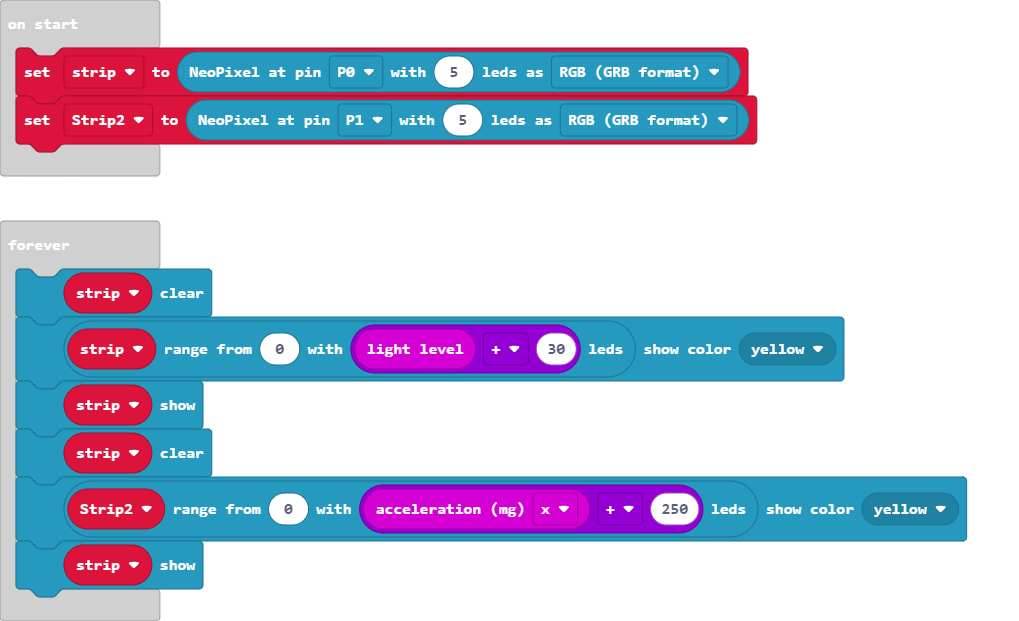 on start
set strip to NeoPixel at pin P0 with 5 leds as RGB (GRB format)
set Strip2 to NeoPixel at pin P1 with 5 leds as RGB (GRB format)
forever
strip clear
strip range from 0 with light level + 30 leds show color yellow
strip show
strip clear
Strip2 range from 0 with acceleration (mg) x + 250 leds show color yellow
strip show